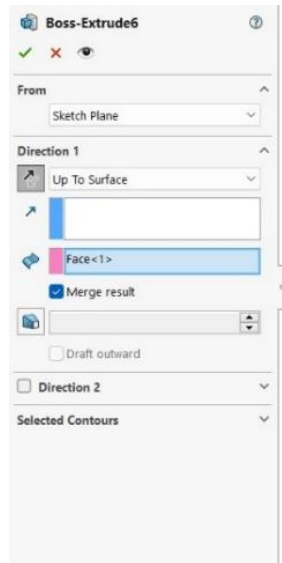 Boss-Extrude6
From
Sketch Plane
Direction 1
Up To Surface
Face<1>
Merge result
Draft outward
Direction 2
Selected Contours